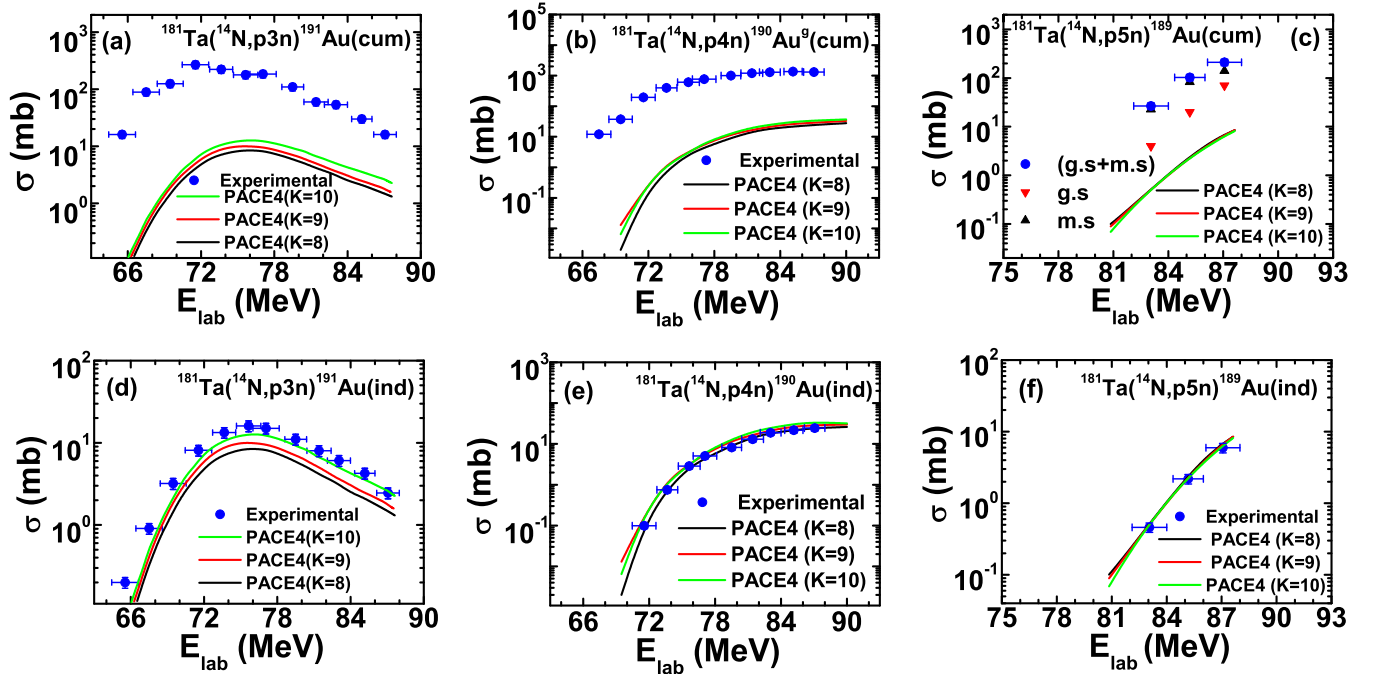 (a) ¹⁸¹Ta(¹⁴N,p3n)¹⁹¹Au(cum)
σ (mb)
10³
10²
10¹
10⁰
Experimental
PACE4(K=10)
PACE4(K=9)
PACE4(K=8)
66 72 78 84 90
E_lab (MeV)
(b) ¹⁸¹Ta(¹⁴N,p4n)¹⁹⁰Auᵍ(cum)
σ (mb)
10⁵
10³
10¹
10⁻¹
Experimental
PACE4 (K=8)
PACE4 (K=9)
PACE4 (K=10)
66 72 78 84 90
E_lab (MeV)
¹⁸¹Ta(¹⁴N,p5n)¹⁸⁹Au(cum) (c)
σ (mb)
10³
10²
10¹
10⁰
10⁻¹
(g.s+m.s)
g.s
m.s
PACE4 (K=8)
PACE4 (K=9)
PACE4 (K=10)
75 78 81 84 87 90 93
E_lab (MeV)
(d) ¹⁸¹Ta(¹⁴N,p3n)¹⁹¹Au(ind)
σ (mb)
10²
10¹
10⁰
Experimental
PACE4(K=10)
PACE4(K=9)
PACE4(K=8)
66 72 78 84 90
E_lab (MeV)
(e) ¹⁸¹Ta(¹⁴N,p4n)¹⁹⁰Au(ind)
σ (mb)
10³
10¹
10⁻¹
Experimental
PACE4 (K=8)
PACE4 (K=9)
PACE4 (K=10)
66 72 78 84 90
E_lab (MeV)
(f) ¹⁸¹Ta(¹⁴N,p5n)¹⁸⁹Au(ind)
σ (mb)
10²
10¹
10⁰
10⁻¹
Experimental
PACE4 (K=8)
PACE4 (K=9)
PACE4 (K=10)
75 78 81 84 87 90 93
E_lab (MeV)